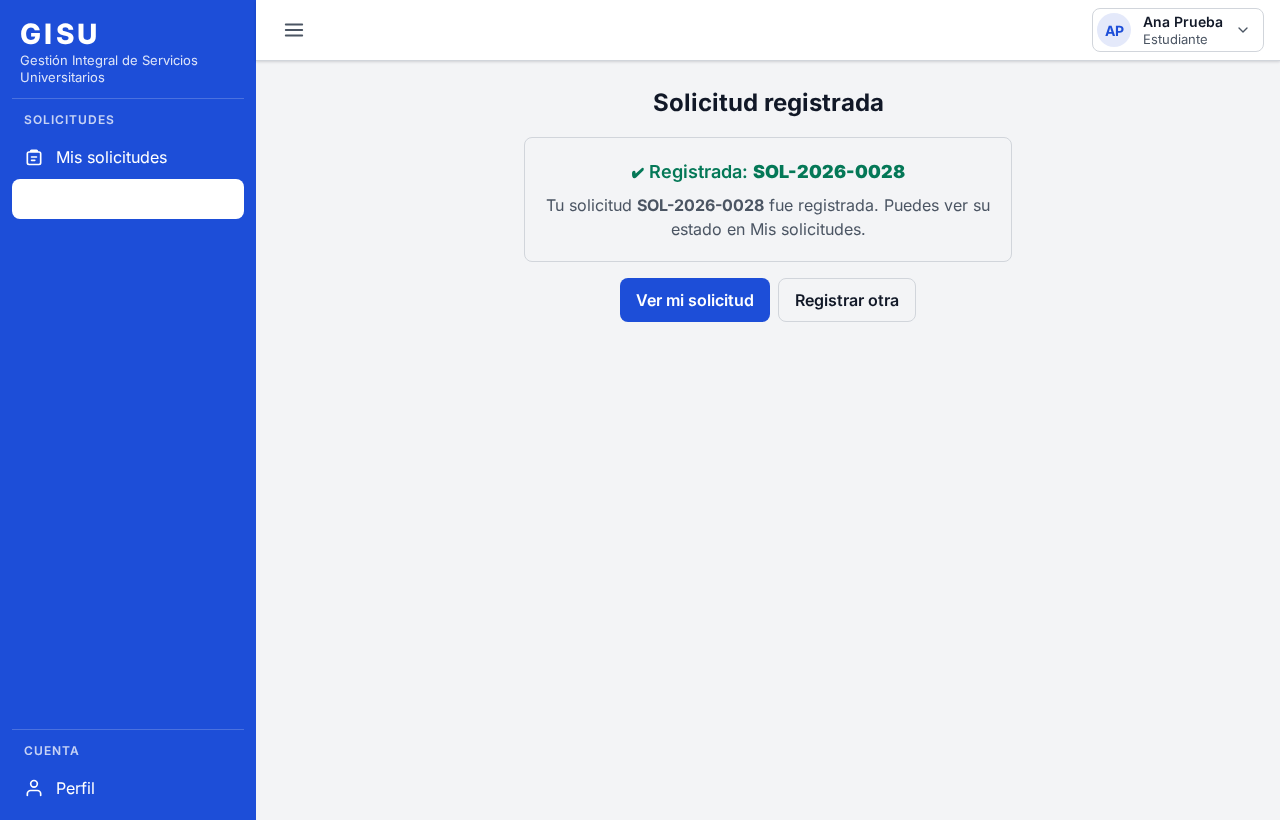 GISU
Gestión Integral de Servicios
Universitarios
SOLICITUDES
Mis solicitudes
CUENTA
Perfil
AP
Ana Prueba
Estudiante
Solicitud registrada
✔ Registrada: SOL-2026-0028
Tu solicitud SOL-2026-0028 fue registrada. Puedes ver su
estado en Mis solicitudes.
Ver mi solicitud
Registrar otra